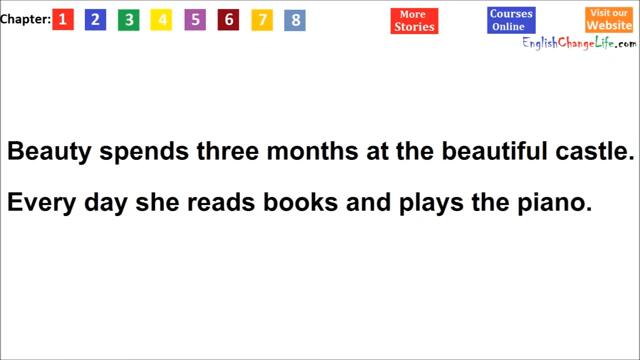 Chapter: 1 2 3 4 5 6 7 8
More Stories
Courses Online
Visit our Website
EnglishChangeLife.com
Beauty spends three months at the beautiful castle.
Every day she reads books and plays the piano.